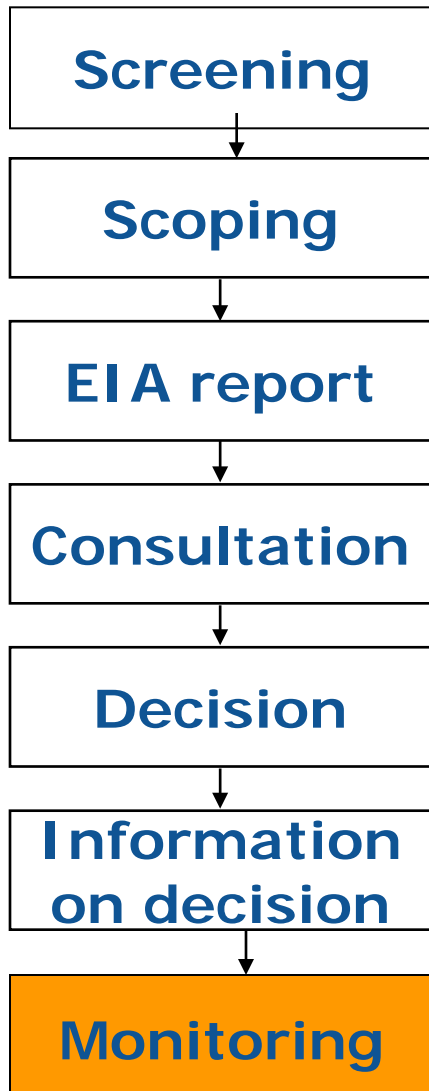 Screening
Scoping
EIA report
Consultation
Decision
Information
on decision
Monitoring